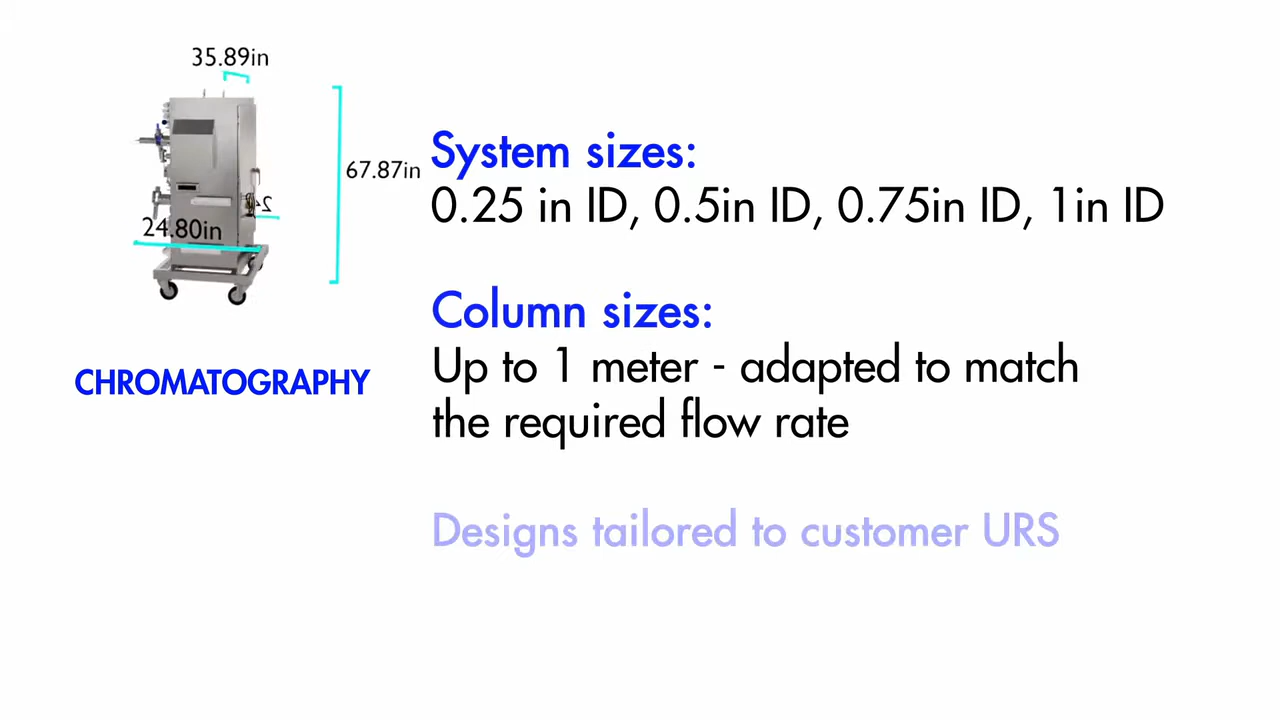 35.89in
67.87in
24.80in
CHROMATOGRAPHY
System sizes:
0.25 in ID, 0.5in ID, 0.75in ID, 1in ID
Column sizes:
Up to 1 meter - adapted to match
the required flow rate
Designs tailored to customer URS